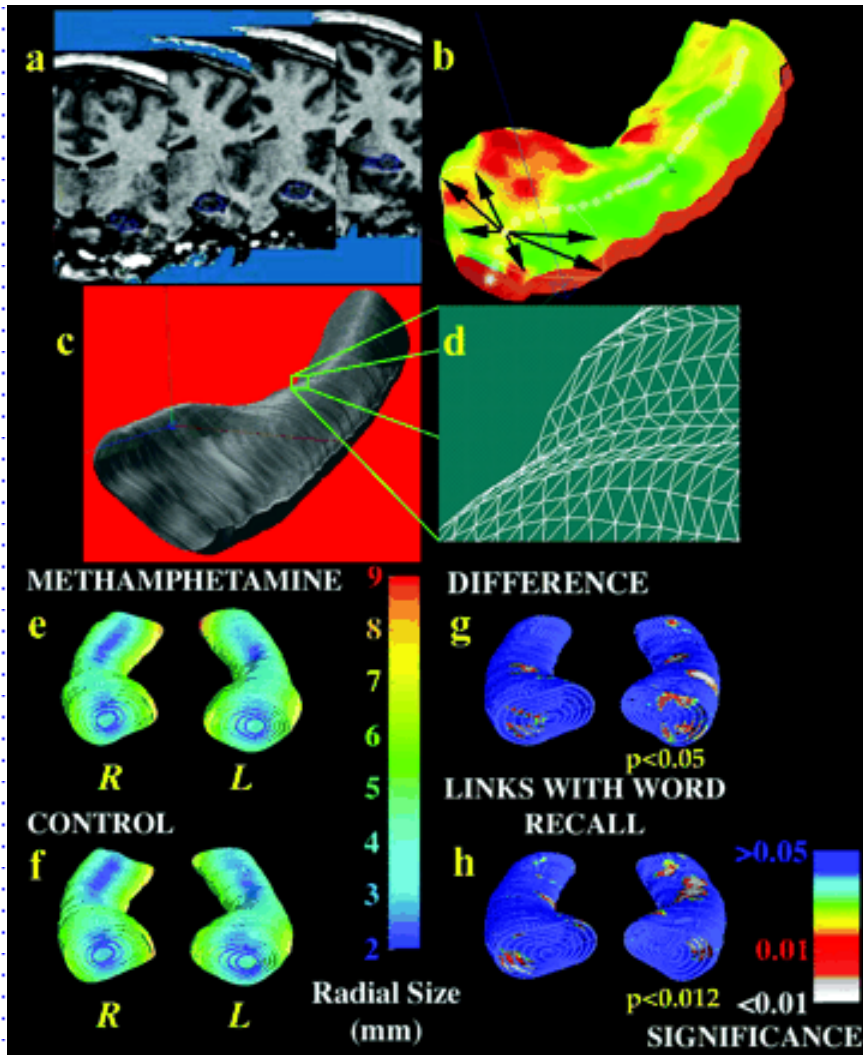 a
b
c
d
METHAMPHETAMINE
DIFFERENCE
e
g
9
8
7
6
5
4
3
2
R L
p<0.05
LINKS WITH WORD
RECALL
CONTROL
f
h
>0.05
0.01
<0.01
R L
Radial Size
(mm)
p<0.012
SIGNIFICANCE